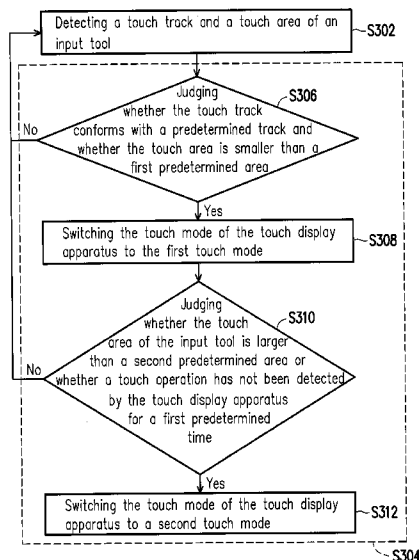 Detecting a touch track and a touch area of an
input tool
S302
S306
Judging
whether the touch track
conforms with a predetermined track and
whether the touch area is smaller than a
first predetermined area
No
Yes
Switching the touch mode of the touch display
apparatus to the first touch mode
S308
Judging
whether the touch
area of the input tool is larger
than a second predetermined area or
whether a touch operation has not been detected
by the touch display apparatus
for a first predetermined
time
S310
No
Yes
Switching the touch mode of the touch display
apparatus to a second touch mode
S312
S304